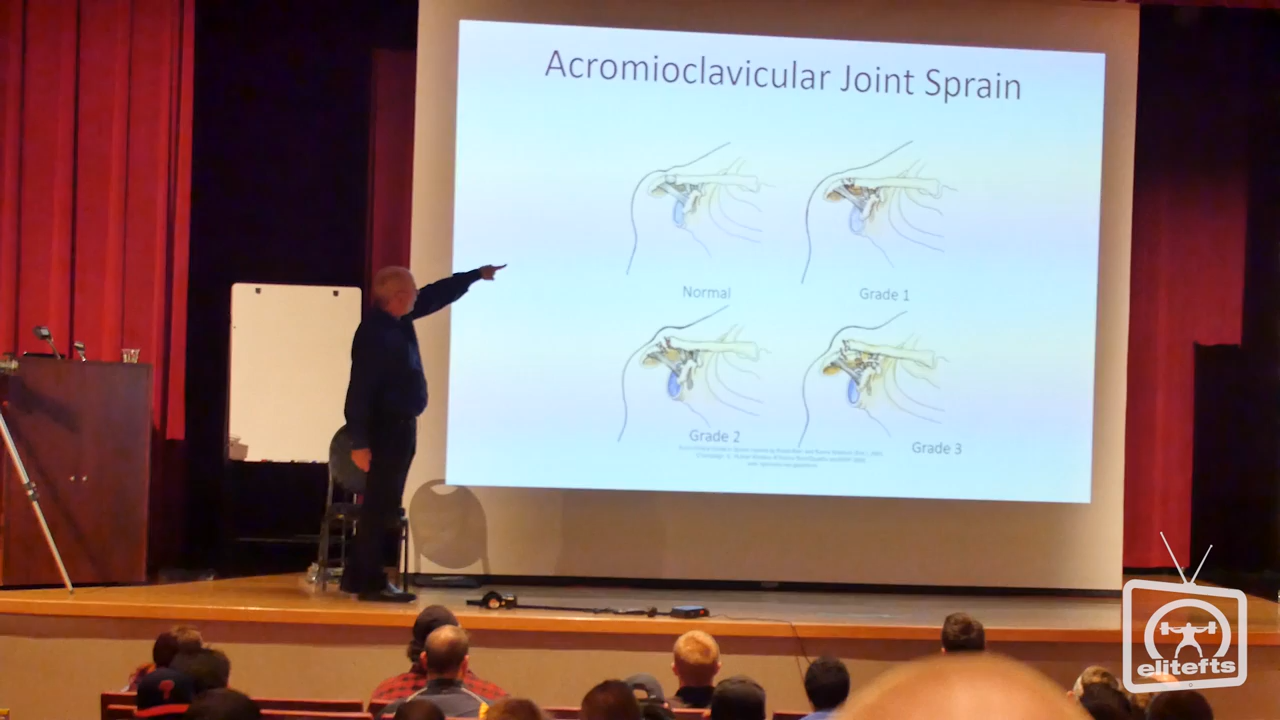 Acromioclavicular Joint Sprain
Normal
Grade 1
Grade 2
Grade 3
elitefts